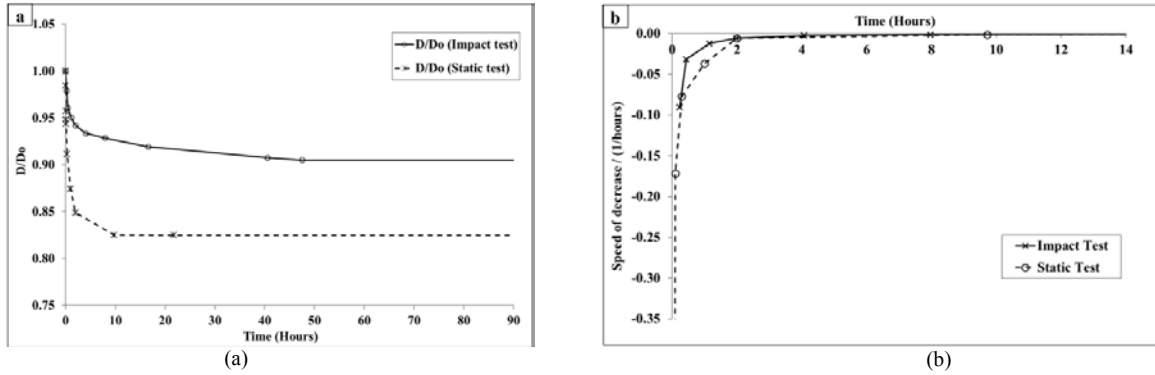 a
1.05
1.00
0.95
0.90
0.85
0.80
0.75
D/Do
D/Do (Impact test)
D/Do (Static test)
0 10 20 30 40 50 60 70 80 90
Time (Hours)
(a)
b
Time (Hours)
0.00
-0.05
-0.10
-0.15
-0.20
-0.25
-0.30
-0.35
0 2 4 6 8 10 12 14
Speed of decrease / (1/hours)
Impact Test
Static Test
(b)